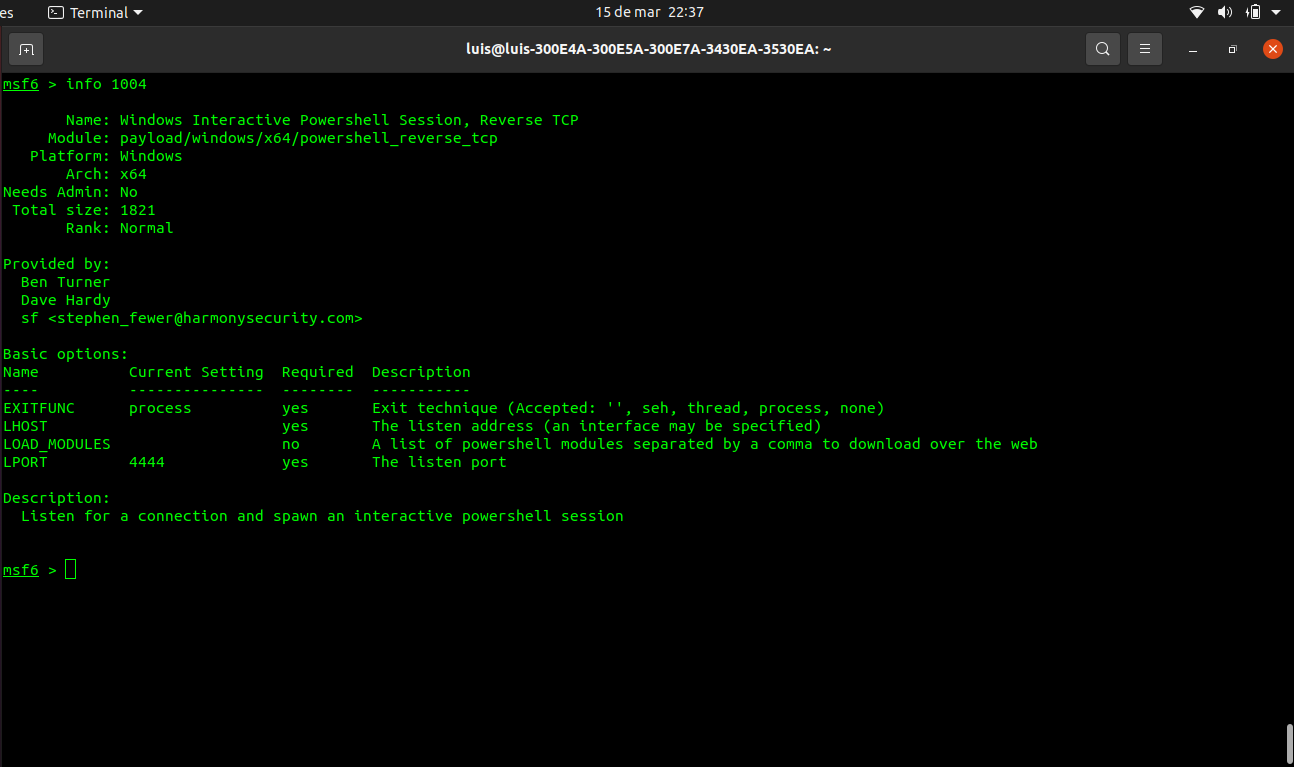 es Terminal 15 de mar 22:37
luis@luis-300E4A-300E5A-300E7A-3430EA-3530EA: ~
msf6 > info 1004
Name: Windows Interactive Powershell Session, Reverse TCP
Module: payload/windows/x64/powershell_reverse_tcp
Platform: Windows
Arch: x64
Needs Admin: No
Total size: 1821
Rank: Normal
Provided by:
Ben Turner
Dave Hardy
sf <stephen_fewer@harmonysecurity.com>
Basic options:
Name Current Setting Required Description
---- --------------- -------- -----------
EXITFUNC process yes Exit technique (Accepted: '', seh, thread, process, none)
LHOST yes The listen address (an interface may be specified)
LOAD_MODULES no A list of powershell modules separated by a comma to download over the web
LPORT 4444 yes The listen port
Description:
Listen for a connection and spawn an interactive powershell session
msf6 >